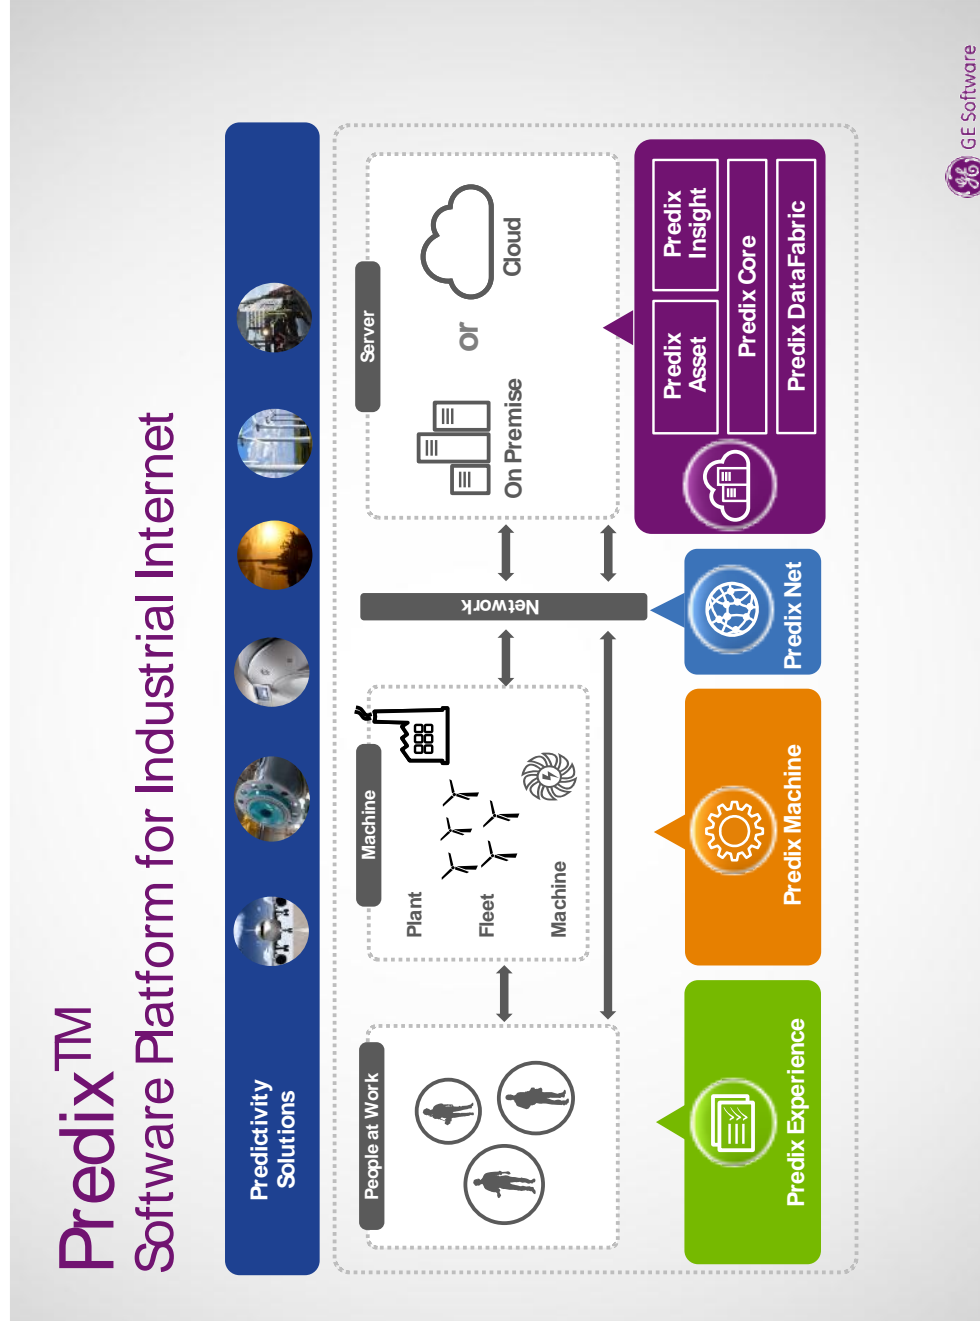 Predix™
Software Platform for Industrial Internet
Predictivity
Solutions
People at Work
Machine
Plant
Fleet
Machine
Network
Server
On Premise
or
Cloud
Predix Experience
Predix Machine
Predix Net
Predix
Asset
Predix
Insight
Predix Core
Predix DataFabric
GE Software